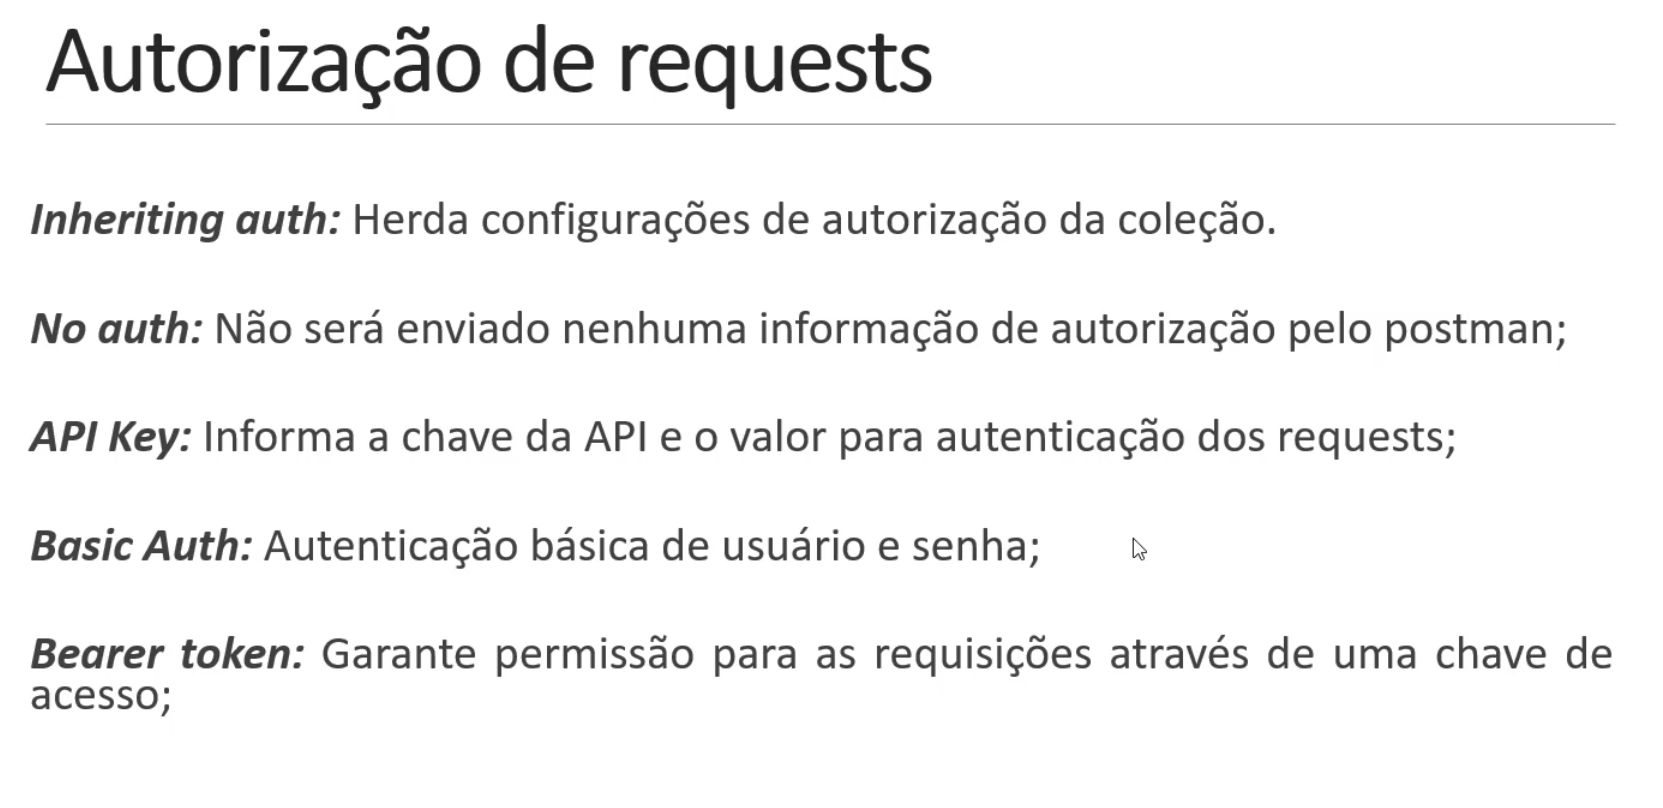 Autorização de requests
Inheriting auth: Herda configurações de autorização da coleção.
No auth: Não será enviado nenhuma informação de autorização pelo postman;
API Key: Informa a chave da API e o valor para autenticação dos requests;
Basic Auth: Autenticação básica de usuário e senha;
Bearer token: Garante permissão para as requisições através de uma chave de
acesso;